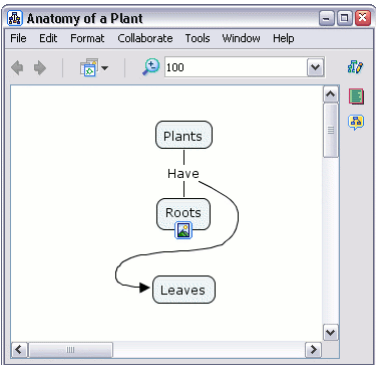 Anatomy of a Plant
File Edit Format Collaborate Tools Window Help
100
Plants
Have
Roots
Leaves